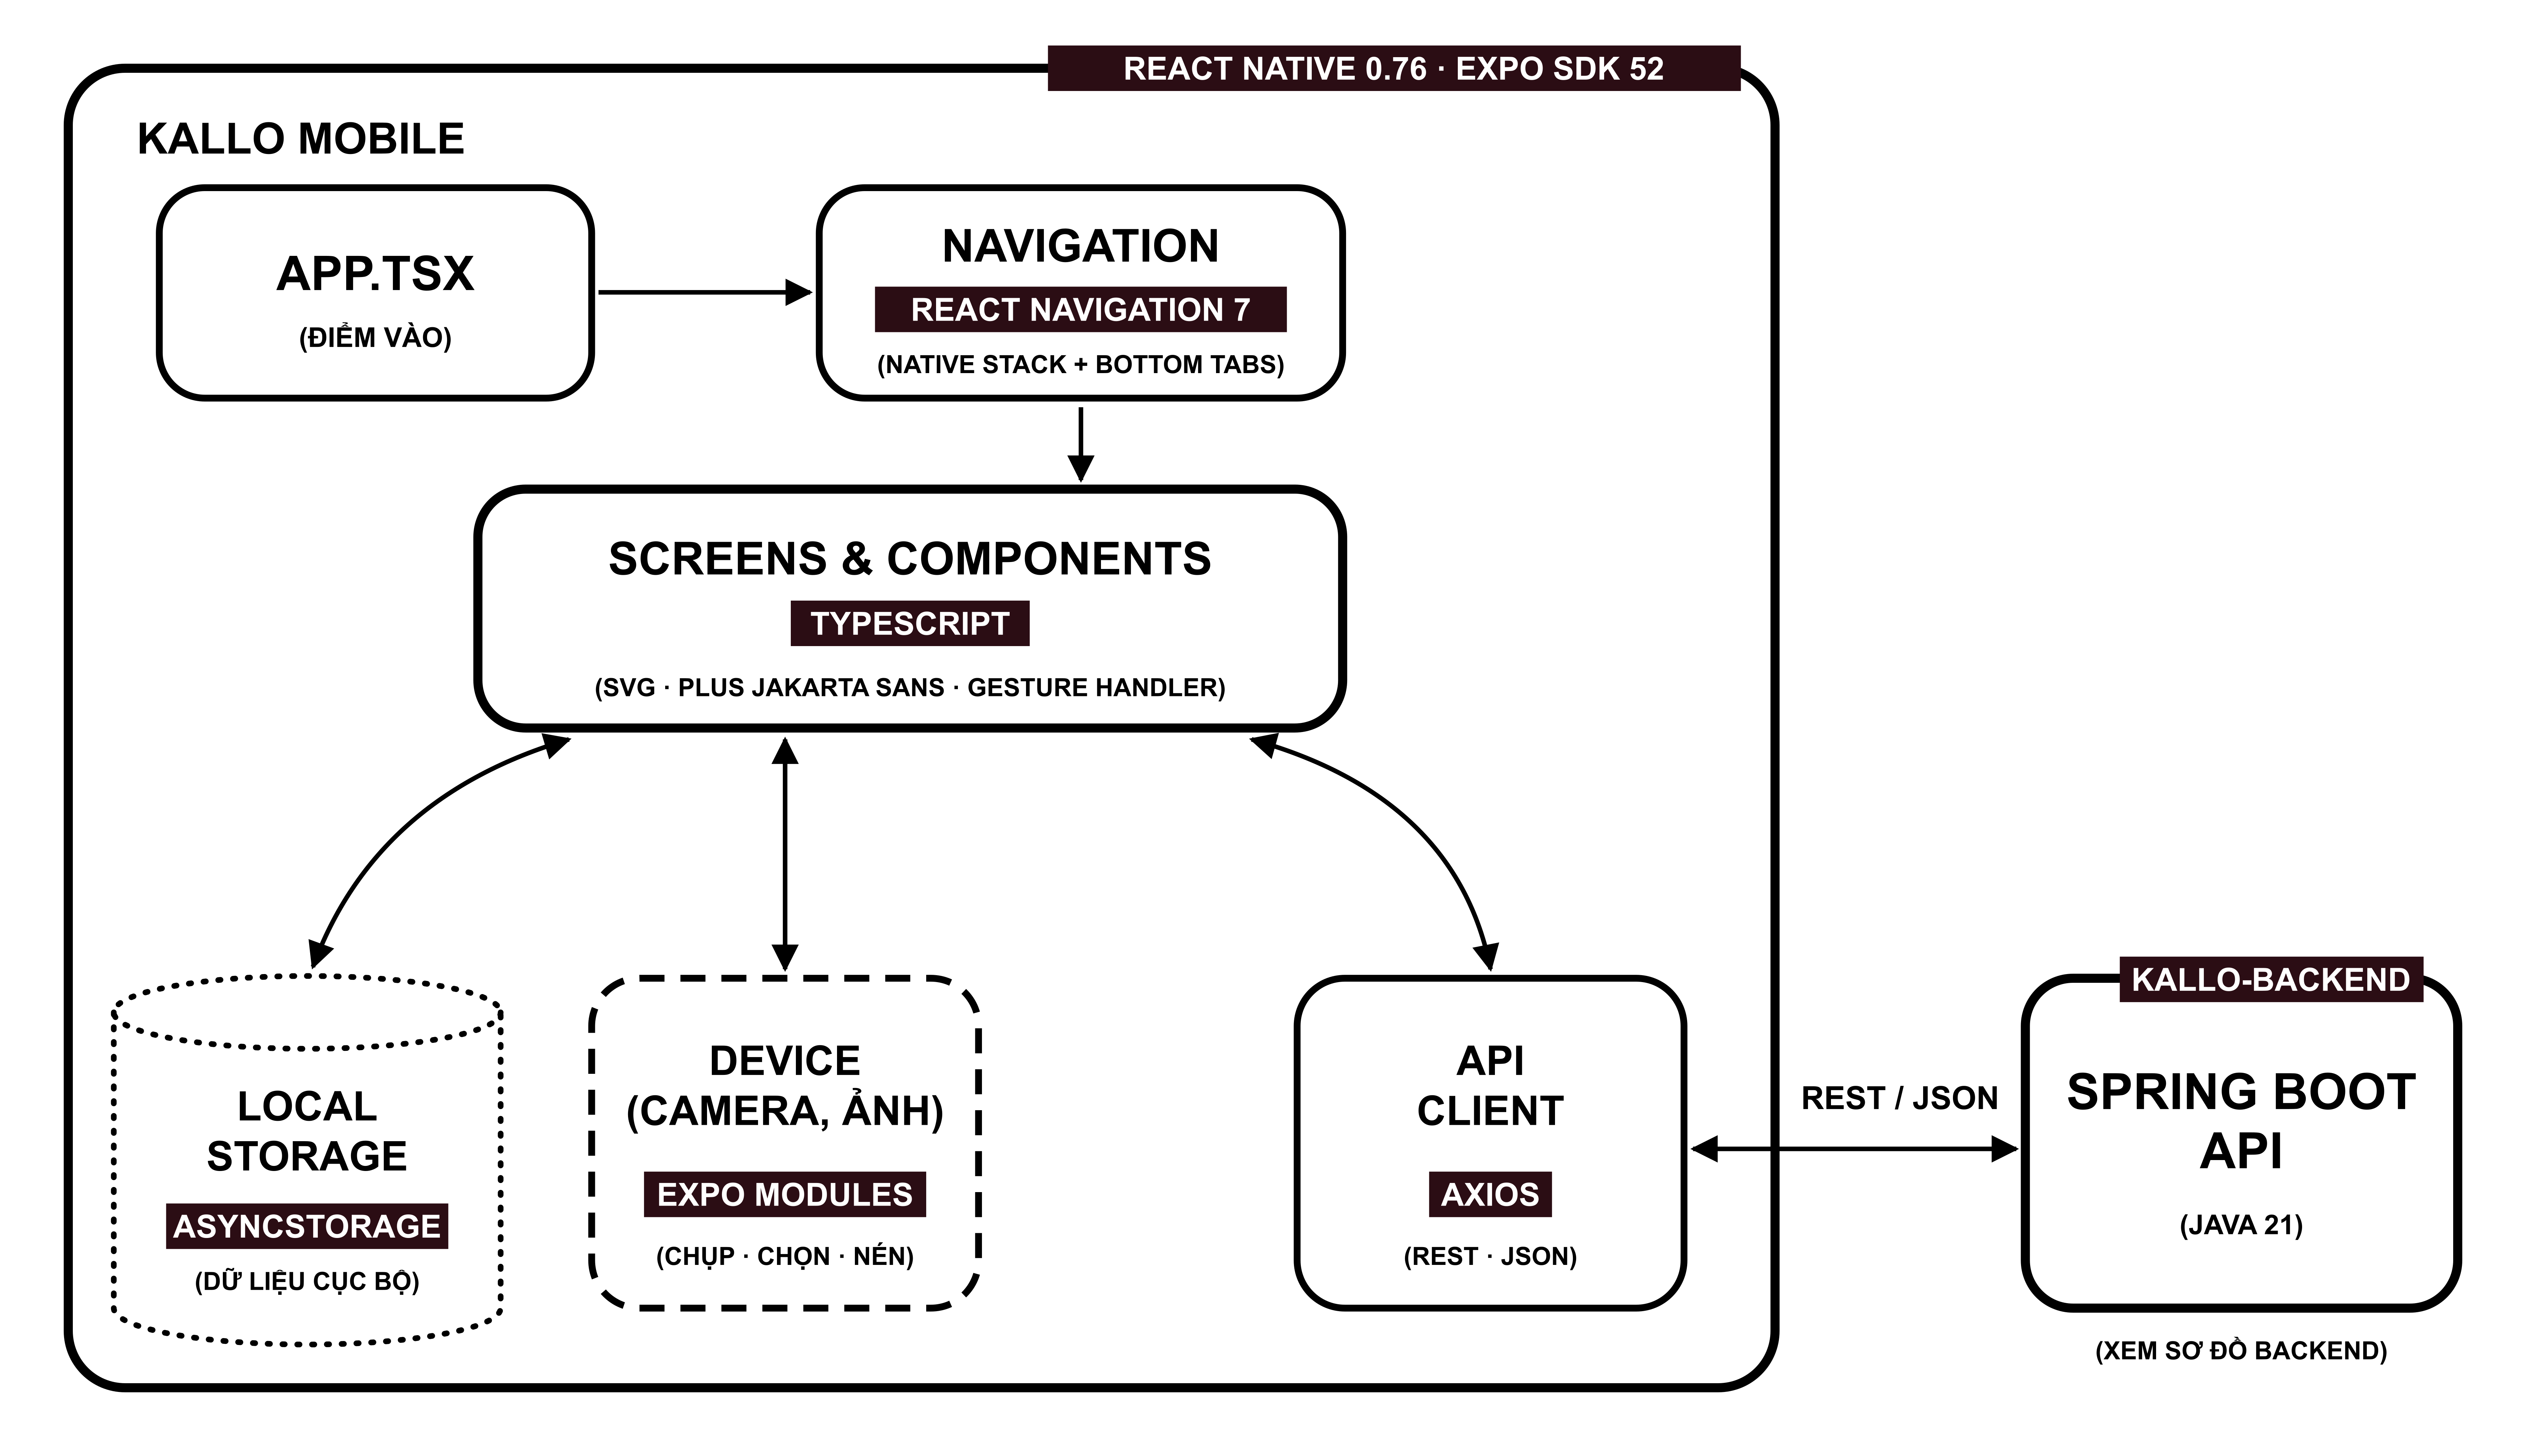 REACT NATIVE 0.76 · EXPO SDK 52
KALLO MOBILE
APP.TSX
(ĐIỂM VÀO)
NAVIGATION
REACT NAVIGATION 7
(NATIVE STACK + BOTTOM TABS)
SCREENS & COMPONENTS
TYPESCRIPT
(SVG · PLUS JAKARTA SANS · GESTURE HANDLER)
LOCAL
STORAGE
ASYNCSTORAGE
(DỮ LIỆU CỤC BỘ)
DEVICE
(CAMERA, ẢNH)
EXPO MODULES
(CHỤP · CHỌN · NÉN)
API
CLIENT
AXIOS
(REST · JSON)
REST / JSON
KALLO-BACKEND
SPRING BOOT
API
(JAVA 21)
(XEM SƠ ĐỒ BACKEND)